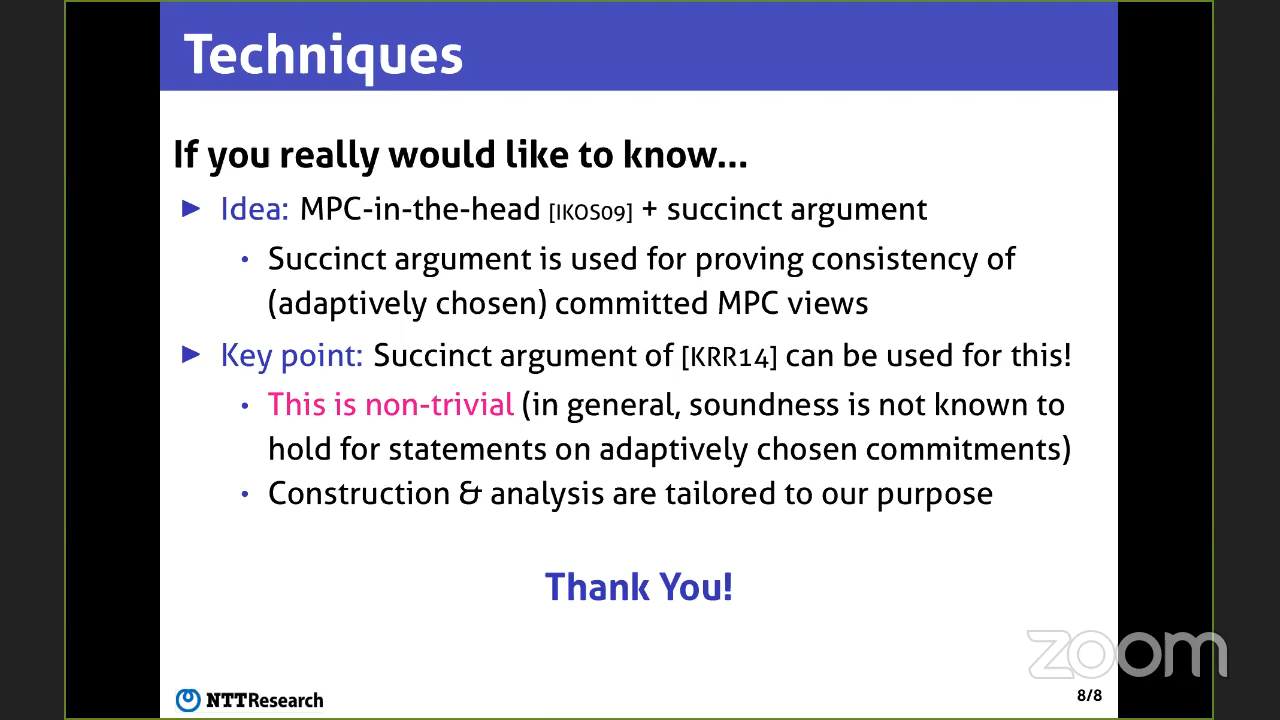 Techniques
If you really would like to know...
► Idea: MPC-in-the-head [IKOS09] + succinct argument
• Succinct argument is used for proving consistency of
(adaptively chosen) committed MPC views
► Key point: Succinct argument of [KRR14] can be used for this!
• This is non-trivial (in general, soundness is not known to
hold for statements on adaptively chosen commitments)
• Construction & analysis are tailored to our purpose
Thank You!
zoom
NTTResearch
8/8